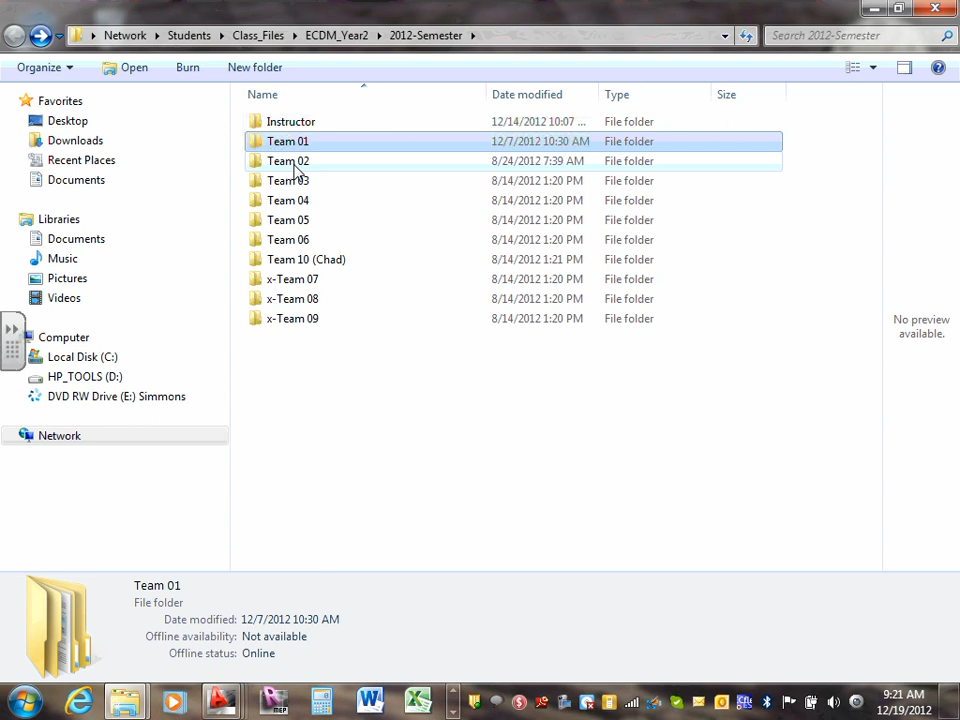 Network Students Class_Files ECDM_Year2 2012-Semester Search 2012-Semester
Organize Open Burn New folder
Name Date modified Type Size
Favorites
Desktop
Downloads
Recent Places
Documents
Libraries
Documents
Music
Pictures
Videos
Computer
Local Disk (C:)
HP_TOOLS (D:)
DVD RW Drive (E:) Simmons
Network
Instructor 12/14/2012 10:07 ... File folder
Team 01 12/7/2012 10:30 AM File folder
Team 02 8/24/2012 7:39 AM File folder
Team 03 8/14/2012 1:20 PM File folder
Team 04 8/14/2012 1:20 PM File folder
Team 05 8/14/2012 1:20 PM File folder
Team 06 8/14/2012 1:20 PM File folder
Team 10 (Chad) 8/14/2012 1:21 PM File folder
x-Team 07 8/14/2012 1:20 PM File folder
x-Team 08 8/14/2012 1:20 PM File folder
x-Team 09 8/14/2012 1:20 PM File folder
No preview
available.
Team 01
File folder
Date modified: 12/7/2012 10:30 AM
Offline availability: Not available
Offline status: Online
MEP
9:21 AM
12/19/2012